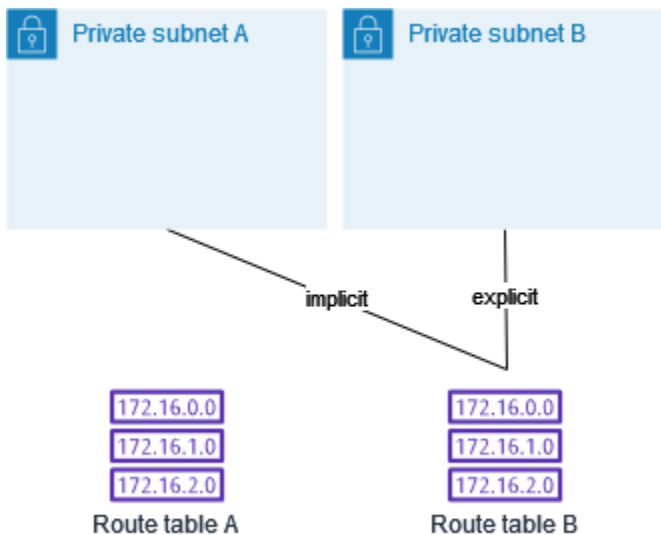 Private subnet A
Private subnet B
implicit
explicit
172.16.0.0
172.16.1.0
172.16.2.0
Route table A
172.16.0.0
172.16.1.0
172.16.2.0
Route table B